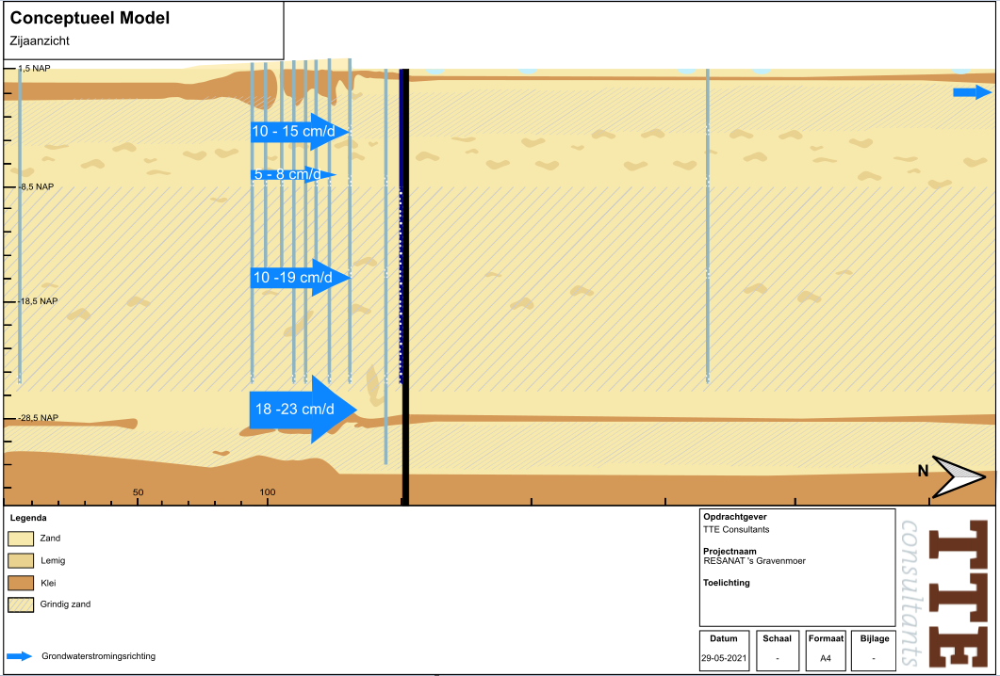 Conceptueel Model
Zijaanzicht
1,5 NAP
10 - 15 cm/d
5 - 8 cm/d
-8,5 NAP
10 -19 cm/d
-18,5 NAP
18 -23 cm/d
-28,5 NAP
N
50
100
Legenda
Zand
Lemig
Klei
Grindig zand
Grondwaterstromingsrichting
Opdrachtgever
TTE Consultants
Projectnaam
RESANAT 's Gravenmoer
Toelichting
Datum
29-05-2021
Schaal
-
Formaat
A4
Bijlage
-
TTE
consultants